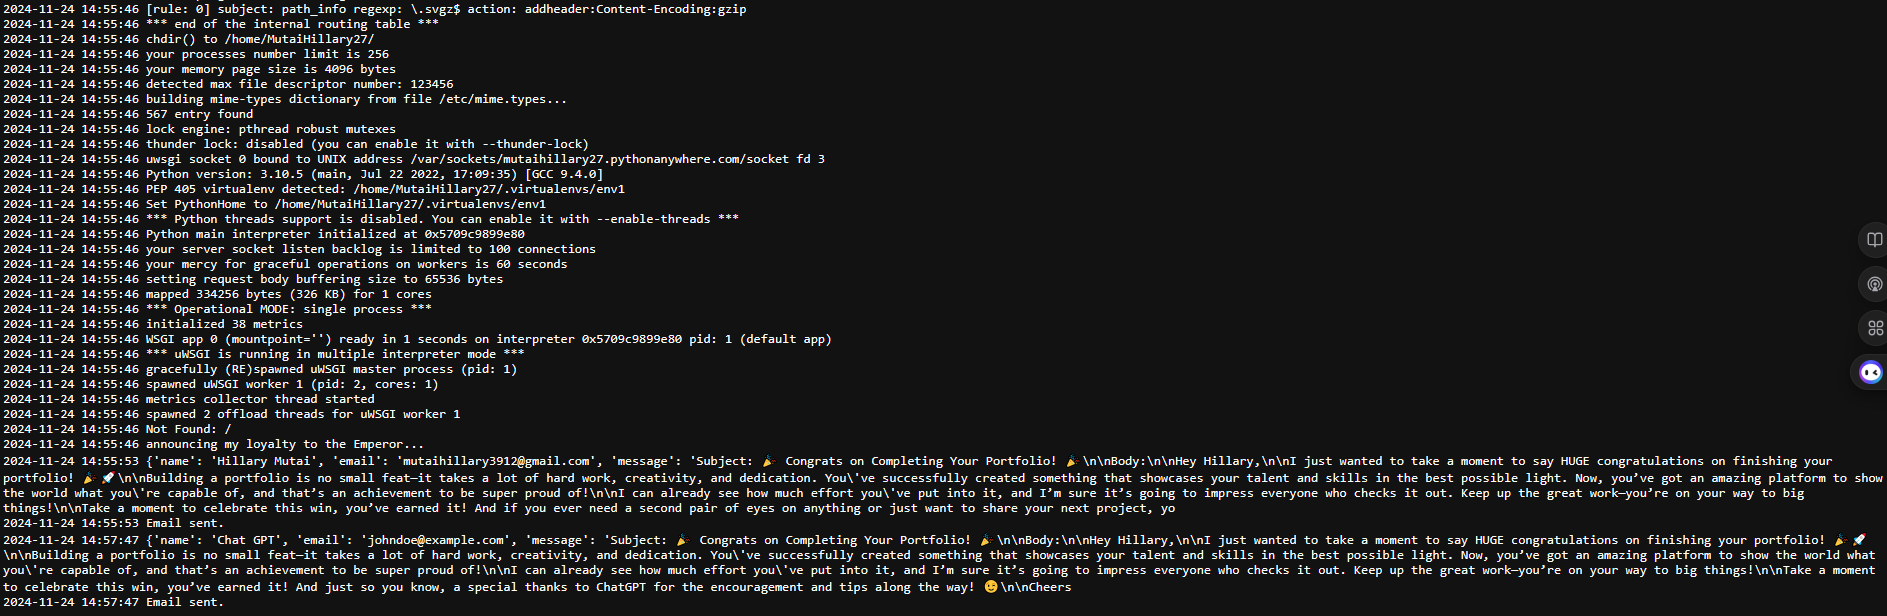 2024-11-24 14:55:46 [rule: 0] subject: path_info regexp: \.svgz$ action: addheader:Content-Encoding:gzip
2024-11-24 14:55:46 *** end of the internal routing table ***
2024-11-24 14:55:46 chdir() to /home/MutaiHillary27/
2024-11-24 14:55:46 your processes number limit is 256
2024-11-24 14:55:46 your memory page size is 4096 bytes
2024-11-24 14:55:46 detected max file descriptor number: 123456
2024-11-24 14:55:46 building mime-types dictionary from file /etc/mime.types...
2024-11-24 14:55:46 567 entry found
2024-11-24 14:55:46 lock engine: pthread robust mutexes
2024-11-24 14:55:46 thunder lock: disabled (you can enable it with --thunder-lock)
2024-11-24 14:55:46 uwsgi socket 0 bound to UNIX address /var/sockets/mutaihillary27.pythonanywhere.com/socket fd 3
2024-11-24 14:55:46 Python version: 3.10.5 (main, Jul 22 2022, 17:09:35) [GCC 9.4.0]
2024-11-24 14:55:46 PEP 405 virtualenv detected: /home/MutaiHillary27/.virtualenvs/env1
2024-11-24 14:55:46 Set PythonHome to /home/MutaiHillary27/.virtualenvs/env1
2024-11-24 14:55:46 *** Python threads support is disabled. You can enable it with --enable-threads ***
2024-11-24 14:55:46 Python main interpreter initialized at 0x5709c9899e80
2024-11-24 14:55:46 your server socket listen backlog is limited to 100 connections
2024-11-24 14:55:46 your mercy for graceful operations on workers is 60 seconds
2024-11-24 14:55:46 setting request body buffering size to 65536 bytes
2024-11-24 14:55:46 mapped 334256 bytes (326 KB) for 1 cores
2024-11-24 14:55:46 *** Operational MODE: single process ***
2024-11-24 14:55:46 initialized 38 metrics
2024-11-24 14:55:46 WSGI app 0 (mountpoint='') ready in 1 seconds on interpreter 0x5709c9899e80 pid: 1 (default app)
2024-11-24 14:55:46 *** uWSGI is running in multiple interpreter mode ***
2024-11-24 14:55:46 gracefully (RE)spawned uWSGI master process (pid: 1)
2024-11-24 14:55:46 spawned uWSGI worker 1 (pid: 2, cores: 1)
2024-11-24 14:55:46 metrics collector thread started
2024-11-24 14:55:46 spawned 2 offload threads for uWSGI worker 1
2024-11-24 14:55:46 Not Found: /
2024-11-24 14:55:46 announcing my loyalty to the Emperor...
2024-11-24 14:55:53 {'name': 'Hillary Mutai', 'email': 'mutaihillary3912@gmail.com', 'message': 'Subject: 🎉 Congrats on Completing Your Portfolio! 🎉\n\nBody:\n\nHey Hillary,\n\nI just wanted to take a moment to say HUGE congratulations on finishing your
portfolio! 🎉🚀\n\nBuilding a portfolio is no small feat—it takes a lot of hard work, creativity, and dedication. You\'ve successfully created something that showcases your talent and skills in the best possible light. Now, you’ve got an amazing platform to show
the world what you\'re capable of, and that’s an achievement to be super proud of!\n\nI can already see how much effort you\'ve put into it, and I’m sure it’s going to impress everyone who checks it out. Keep up the great work—you’re on your way to big
things!\n\nTake a moment to celebrate this win, you’ve earned it! And if you ever need a second pair of eyes on anything or just want to share your next project, yo
2024-11-24 14:55:53 Email sent.
2024-11-24 14:57:47 {'name': 'Chat GPT', 'email': 'johndoe@example.com', 'message': 'Subject: 🎉 Congrats on Completing Your Portfolio! 🎉\n\nBody:\n\nHey Hillary,\n\nI just wanted to take a moment to say HUGE congratulations on finishing your portfolio! 🎉🚀
\n\nBuilding a portfolio is no small feat—it takes a lot of hard work, creativity, and dedication. You\'ve successfully created something that showcases your talent and skills in the best possible light. Now, you’ve got an amazing platform to show the world what
you\'re capable of, and that’s an achievement to be super proud of!\n\nI can already see how much effort you\'ve put into it, and I’m sure it’s going to impress everyone who checks it out. Keep up the great work—you’re on your way to big things!\n\nTake a moment
to celebrate this win, you’ve earned it! And just so you know, a special thanks to ChatGPT for the encouragement and tips along the way! 😉\n\nCheers
2024-11-24 14:57:47 Email sent.